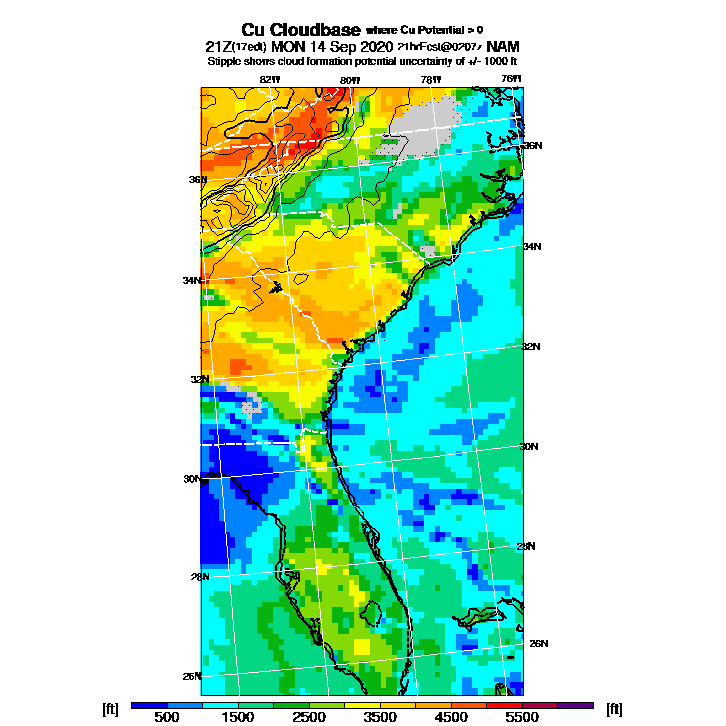 Cu Cloudbase where Cu Potential > 0
21Z(17edt) MON 14 Sep 2020 21hrFcst@0207z NAM
Stipple shows cloud formation potential uncertainty of +/- 1000 ft
82W 80W 78W 76W
36N
36N
34N
34N
32N
32N
30N
30N
28N
28N
26N
26N
[ft] 500 1500 2500 3500 4500 5500 [ft]